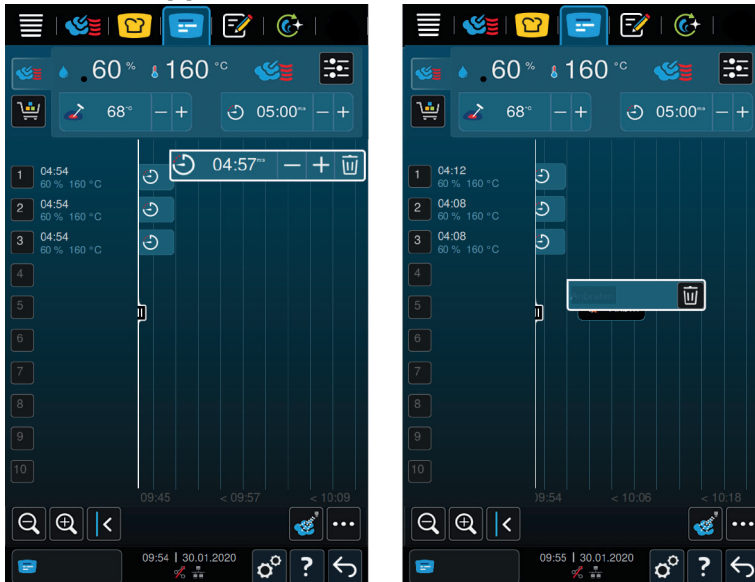 60 % 160 °C
68 °C 05:00 ms
04:57 ms
1 04:54
60 % 160 °C
2 04:54
60 % 160 °C
3 04:54
60 % 160 °C
4
5
6
7
8
9
10
09:45 < 09:57 < 10:09
09:54 | 30.01.2020
?
60 % 160 °C
68 °C 05:00 ms
1 04:12
60 % 160 °C
2 04:08
60 % 160 °C
3 04:08
60 % 160 °C
4
5
6
7
8
9
10
09:54 < 10:06 < 10:18
09:55 | 30.01.2020
?